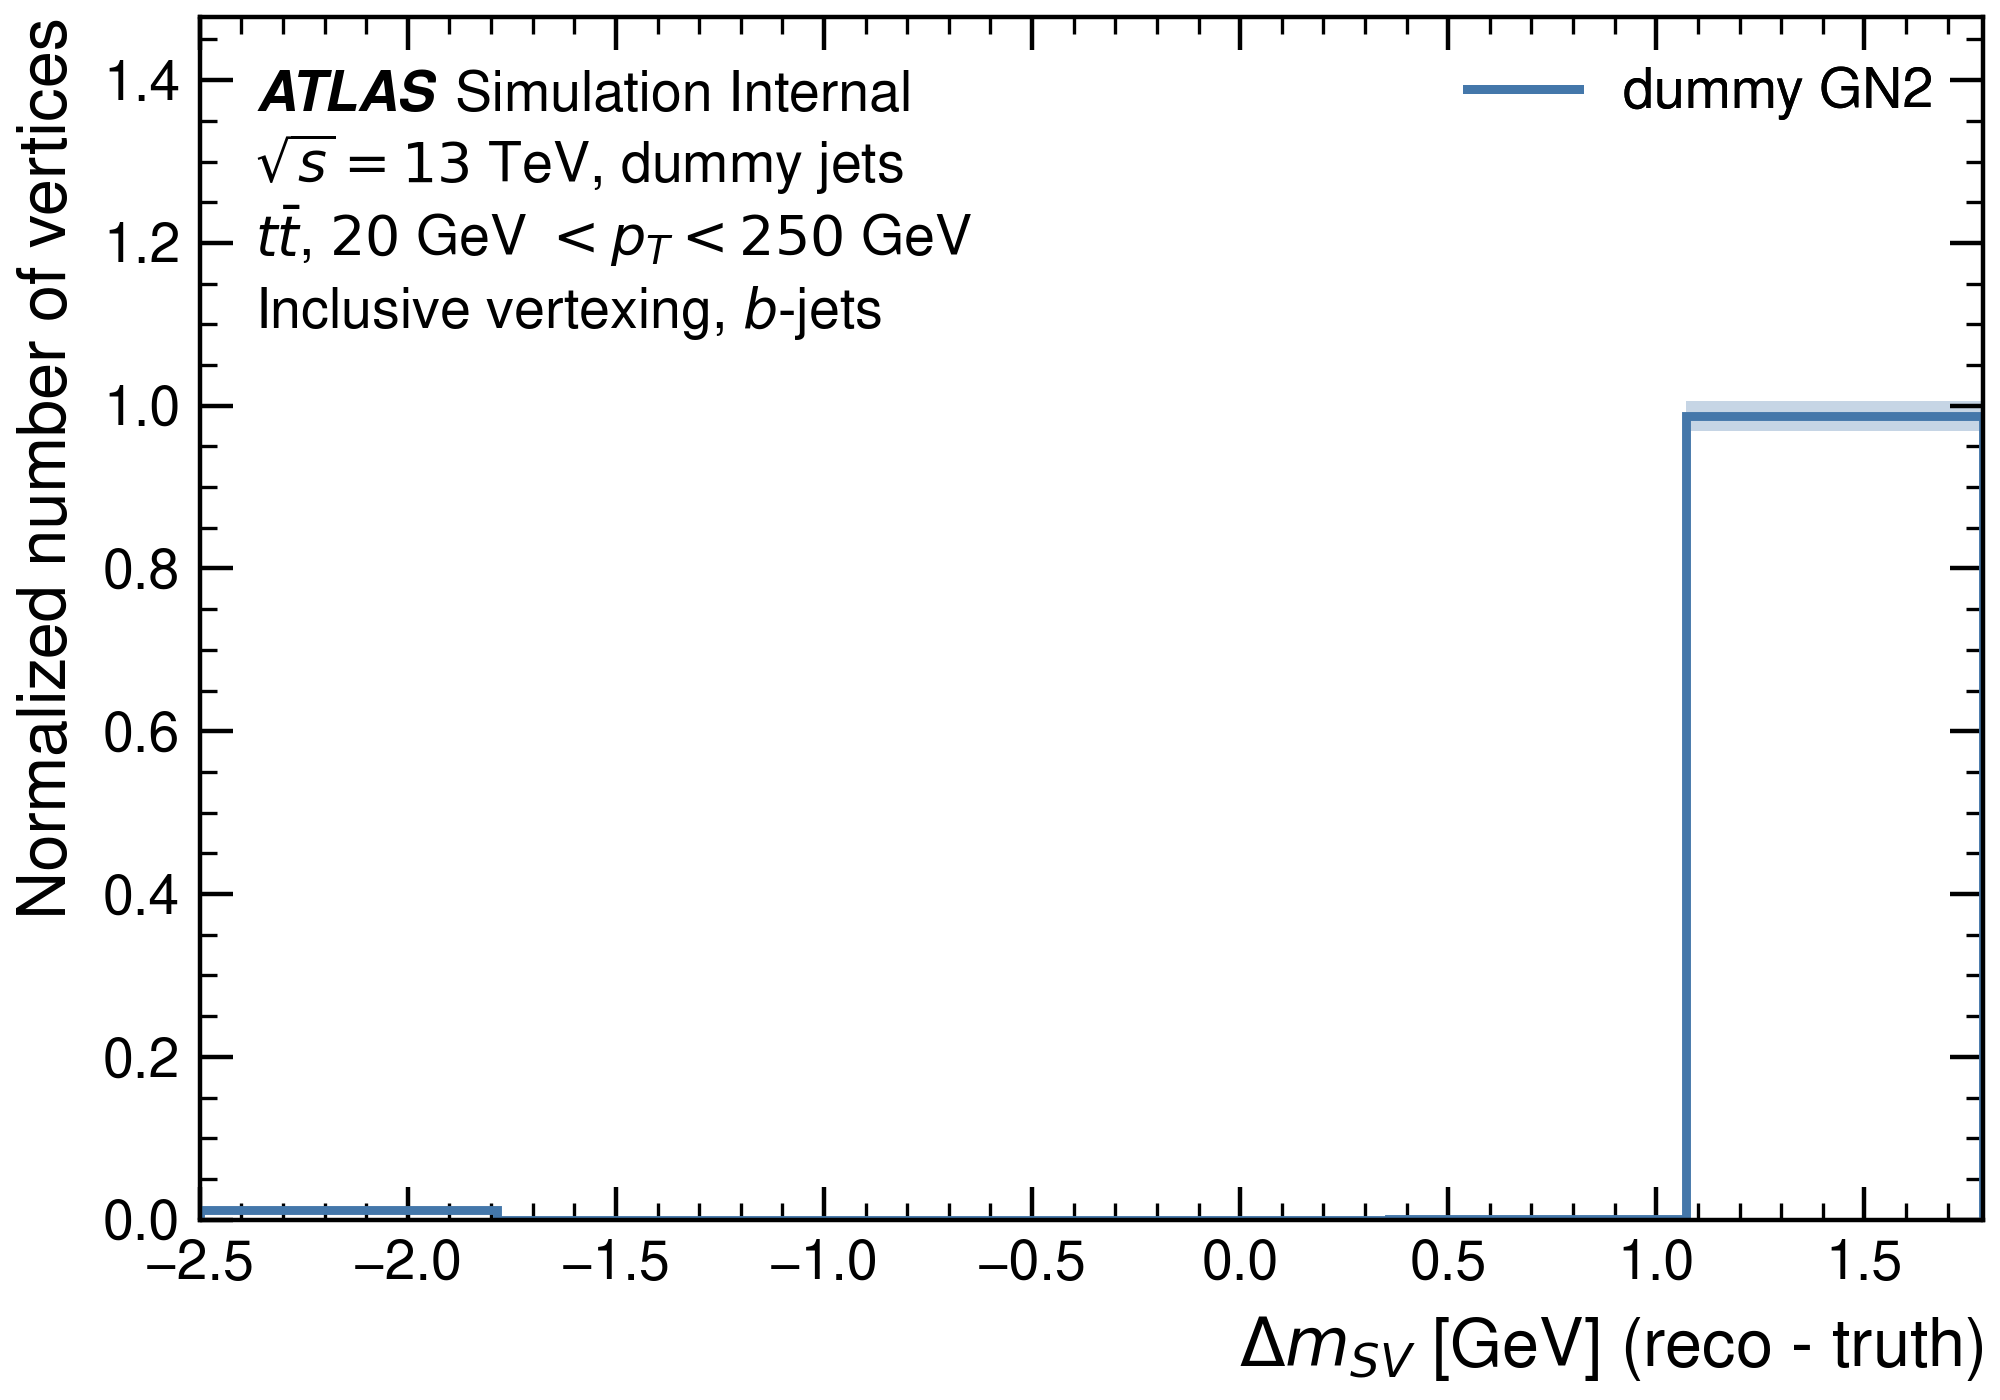 Normalized number of vertices
1.4
1.2
1.0
0.8
0.6
0.4
0.2
0.0
ATLAS Simulation Internal
√s = 13 TeV, dummy jets
tt̄, 20 GeV < p_T < 250 GeV
Inclusive vertexing, b-jets
dummy GN2
−2.5 −2.0 −1.5 −1.0 −0.5 0.0 0.5 1.0 1.5
Δm_SV [GeV] (reco - truth)